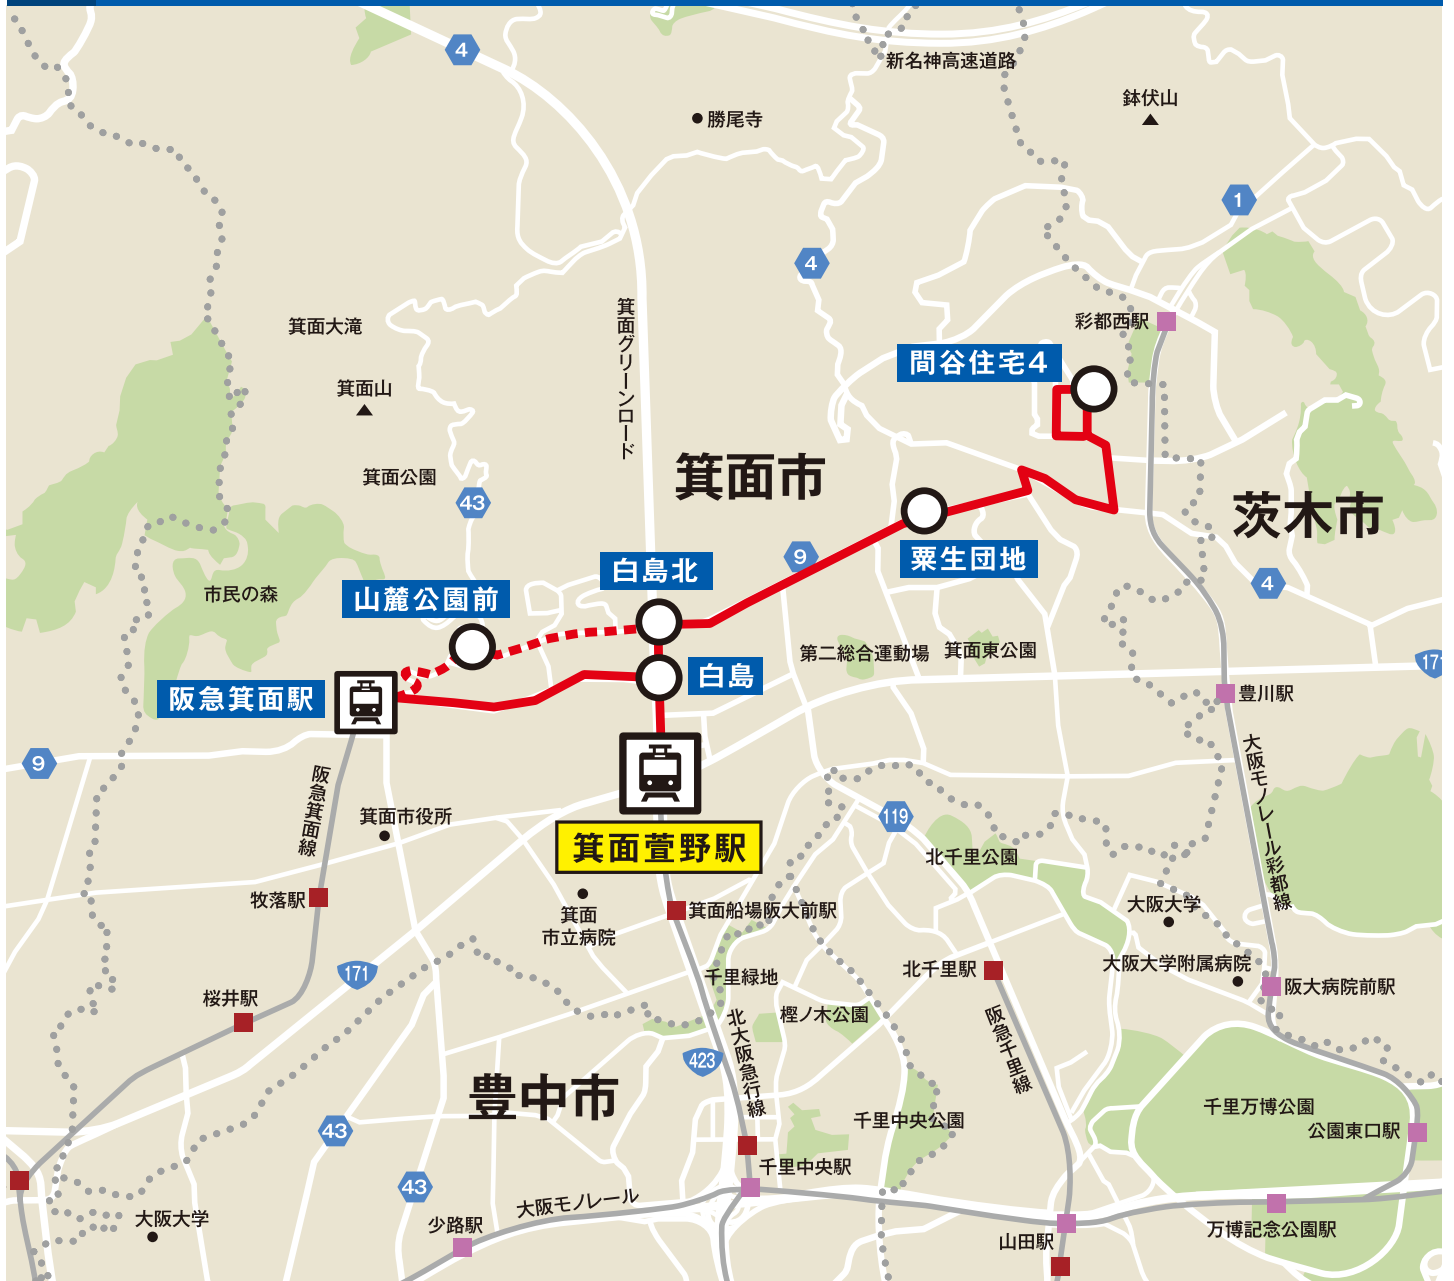 4
新名神高速道路
鉢伏山
勝尾寺
1
4
箕面大滝
箕面グリーンロード
彩都西駅
間谷住宅4
箕面山
箕面市
箕面公園
43
茨木市
9
粟生団地
白島北
4
市民の森
山麓公園前
第二総合運動場
箕面東公園
171
白島
阪急箕面駅
豊川駅
9
阪急箕面線
大阪モノレール彩都線
箕面市役所
119
箕面萱野駅
北千里公園
牧落駅
箕面
市立病院
箕面船場阪大前駅
大阪大学
171
千里緑地
北千里駅
大阪大学附属病院
阪大病院前駅
桜井駅
樫ノ木公園
北大阪急行線
阪急千里線
423
豊中市
千里中央公園
千里万博公園
公園東口駅
43
千里中央駅
43
大阪モノレール
大阪大学
少路駅
山田駅
万博記念公園駅